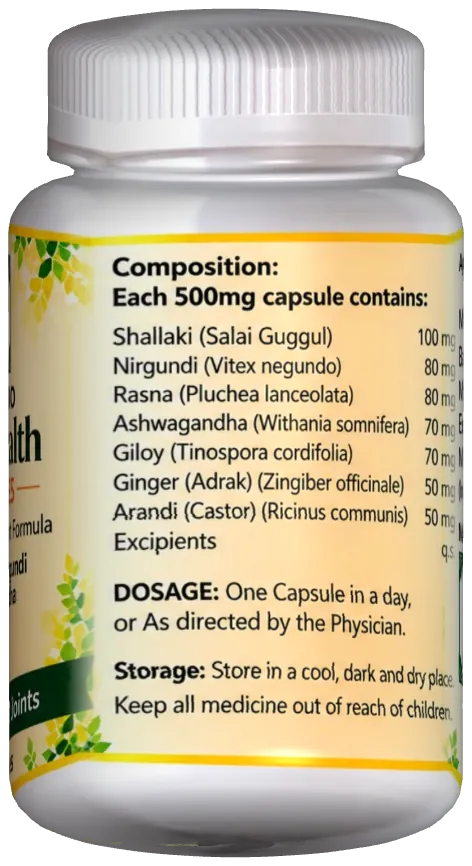 Composition:
Each 500mg capsule contains:
Shallaki (Salai Guggul) 100 mg
Nirgundi (Vitex negundo) 80 mg
Rasna (Pluchea lanceolata) 80 mg
Ashwagandha (Withania somnifera) 70 mg
Giloy (Tinospora cordifolia) 70 mg
Ginger (Adrak) (Zingiber officinale) 50 mg
Arandi (Castor) (Ricinus communis) 50 mg
Excipients q.s.
DOSAGE: One Capsule in a day,
or As directed by the Physician.
Storage: Store in a cool, dark and dry place.
Keep all medicine out of reach of children.
Formula
Joints